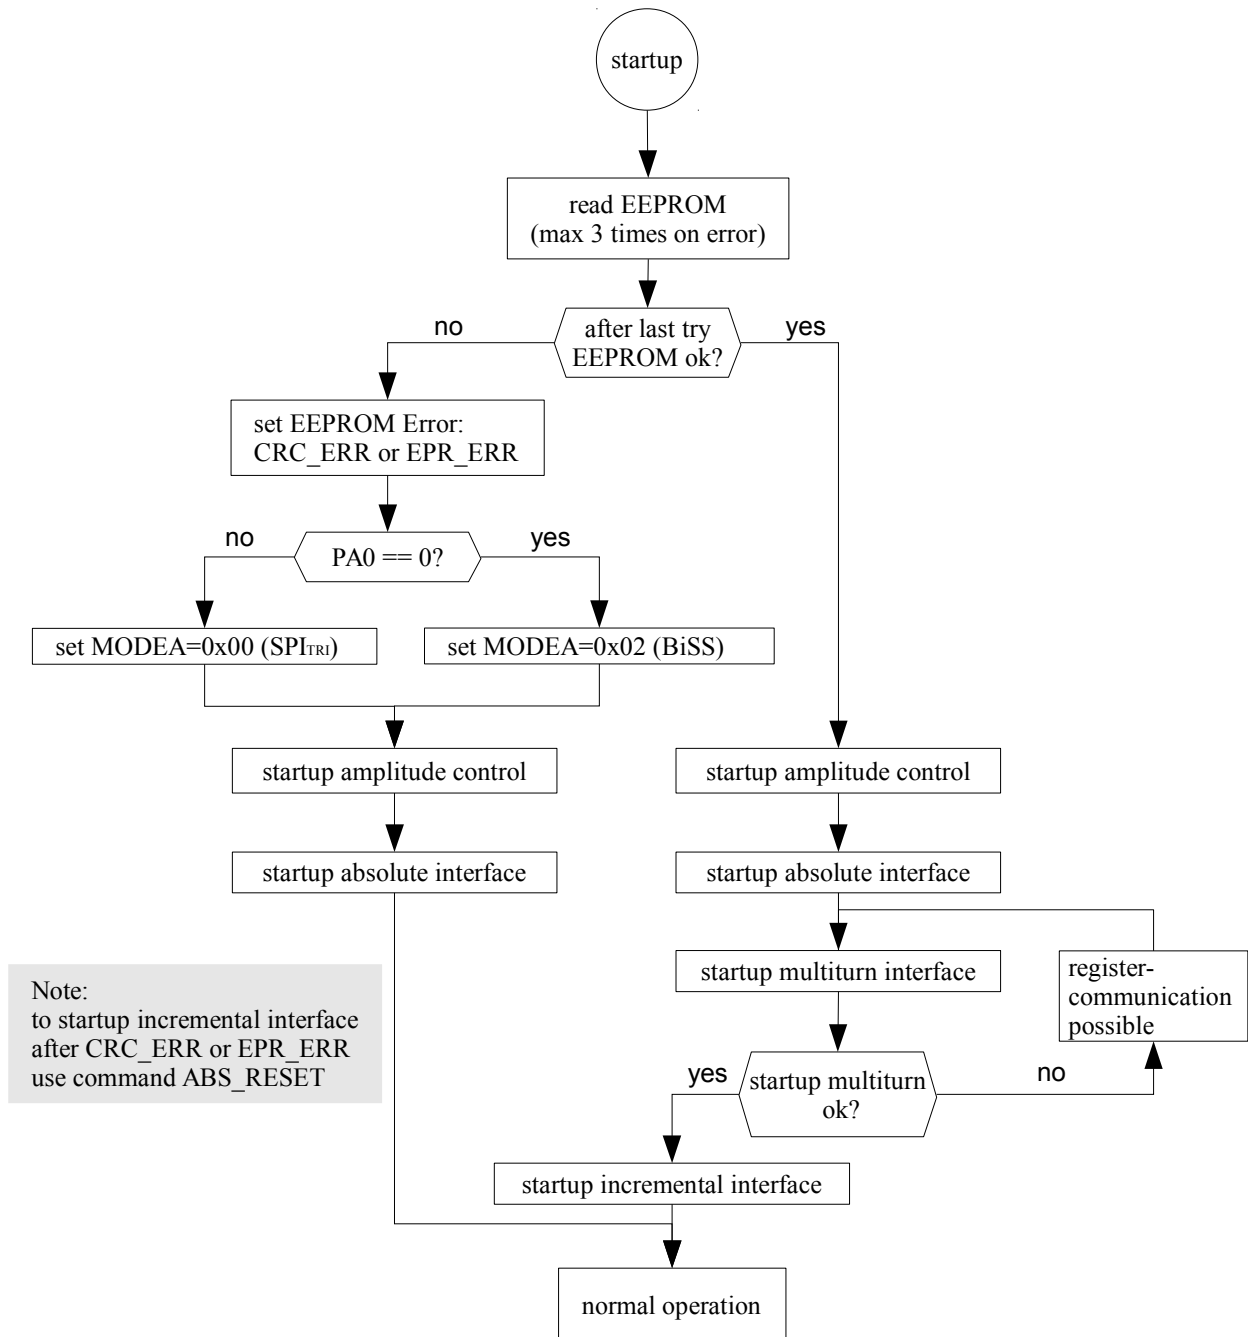 startup
read EEPROM
(max 3 times on error)
no
after last try
EEPROM ok?
yes
set EEPROM Error:
CRC_ERR or EPR_ERR
no
PA0 == 0?
yes
set MODEA=0x00 (SPITRI)
set MODEA=0x02 (BiSS)
startup amplitude control
startup amplitude control
startup absolute interface
startup absolute interface
startup multiturn interface
register-
communication
possible
Note:
to startup incremental interface
after CRC_ERR or EPR_ERR
use command ABS_RESET
yes
startup multiturn
ok?
no
startup incremental interface
normal operation